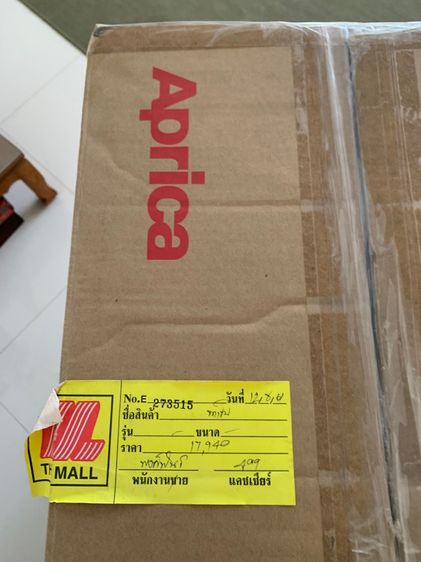 Aprica
No.E 273515 วันที่
ชื่อสินค้า
รุ่น - ขนาด -
ราคา 17,940
499
พนักงานขาย แคชเชียร์
MALL